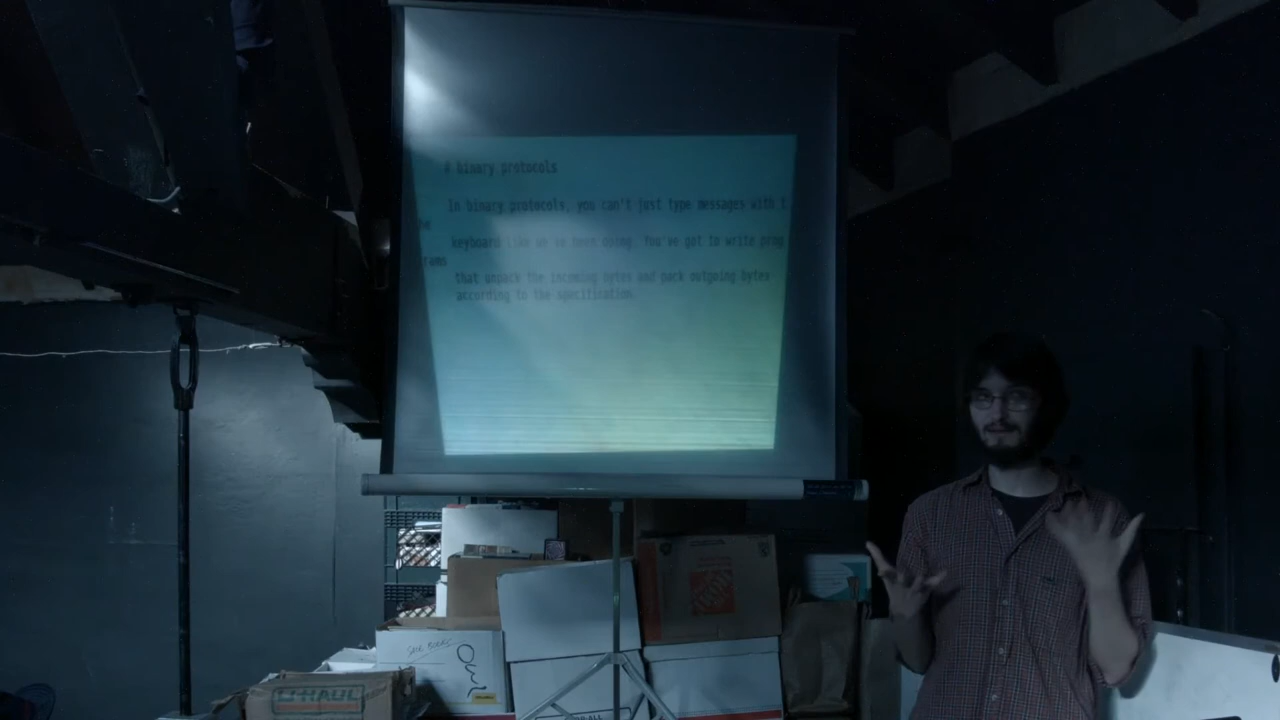 # binary protocols
In binary protocols, you can't just type messages with t
he
keyboard like we've been doing. You've got to write prog
rams
that unpack the incoming bytes and pack outgoing bytes
according to the specification.
U-HAUL